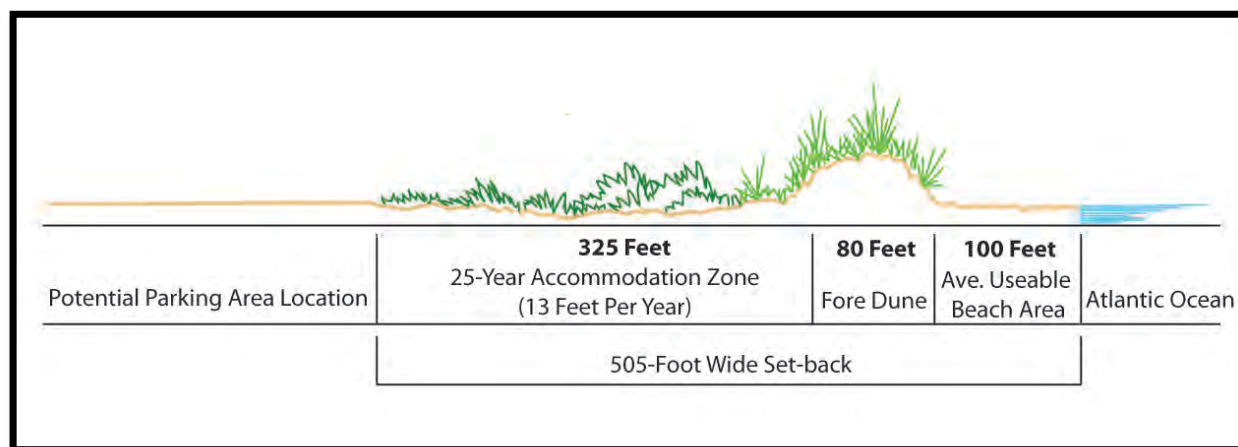 325 Feet
25-Year Accommodation Zone
(13 Feet Per Year)
80 Feet
Fore Dune
100 Feet
Ave. Useable
Beach Area
Potential Parking Area Location
Atlantic Ocean
505-Foot Wide Set-back